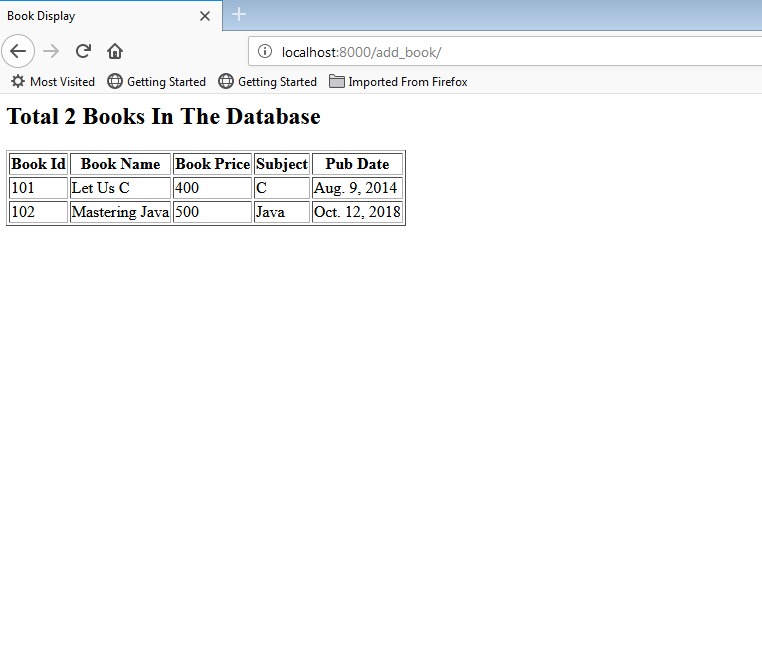 Book Display
localhost:8000/add_book/
Most Visited Getting Started Getting Started Imported From Firefox
Total 2 Books In The Database
Book Id Book Name Book Price Subject Pub Date
101 Let Us C 400 C Aug. 9, 2014
102 Mastering Java 500 Java Oct. 12, 2018